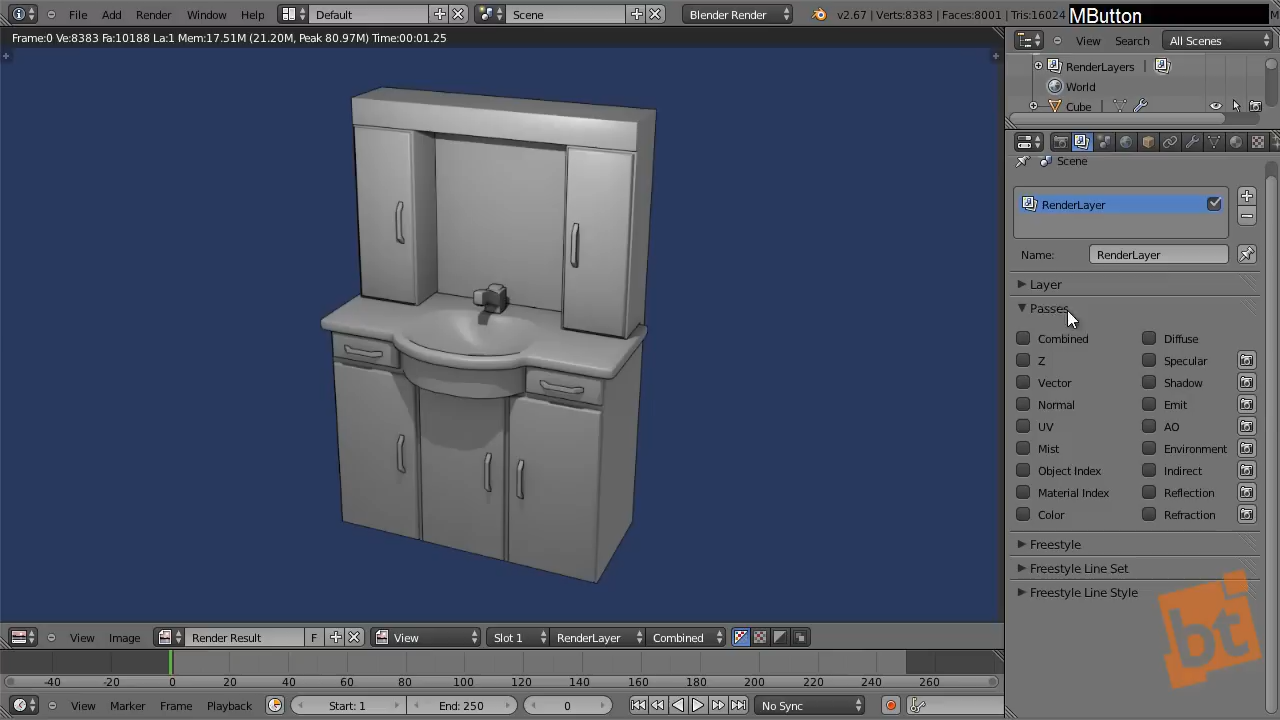 File Add Render Window Help Default Scene Blender Render v2.67 | Verts:8383 | Faces:8001 | Tris:16024
MButton
Frame:0 Ve:8383 Fa:10188 La:1 Mem:17.51M (21.20M, Peak 80.97M) Time:00:01.25
View Search All Scenes
RenderLayers
World
Cube
Scene
RenderLayer
Name: RenderLayer
Layer
Passes
Combined Diffuse
Z Specular
Vector Shadow
Normal Emit
UV AO
Mist Environment
Object Index Indirect
Material Index Reflection
Color Refraction
Freestyle
Freestyle Line Set
Freestyle Line Style
bt
View Image Render Result F View Slot 1 RenderLayer Combined
-40 -20 0 20 40 60 80 100 120 140 160 180 200 220 240 260
View Marker Frame Playback Start: 1 End: 250 0 No Sync